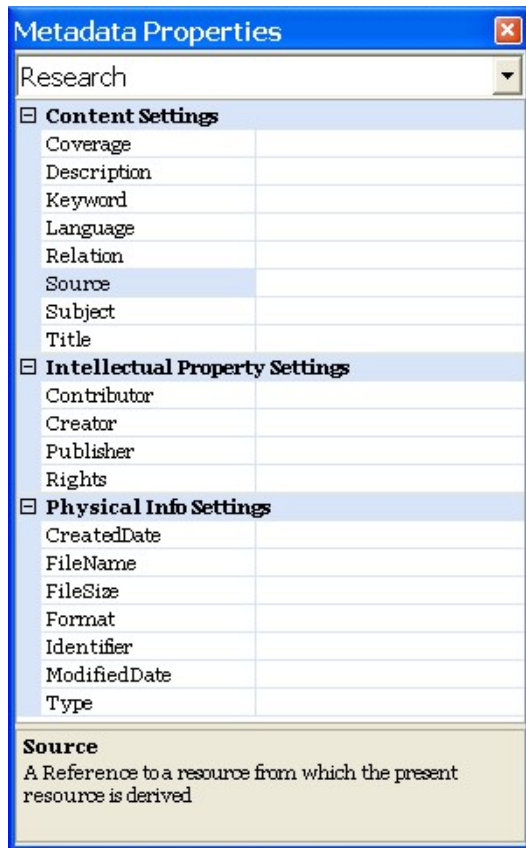 Metadata Properties
Research
Content Settings
Coverage
Description
Keyword
Language
Relation
Source
Subject
Title
Intellectual Property Settings
Contributor
Creator
Publisher
Rights
Physical Info Settings
CreatedDate
FileName
FileSize
Format
Identifier
ModifiedDate
Type
Source
A Reference to a resource from which the present
resource is derived